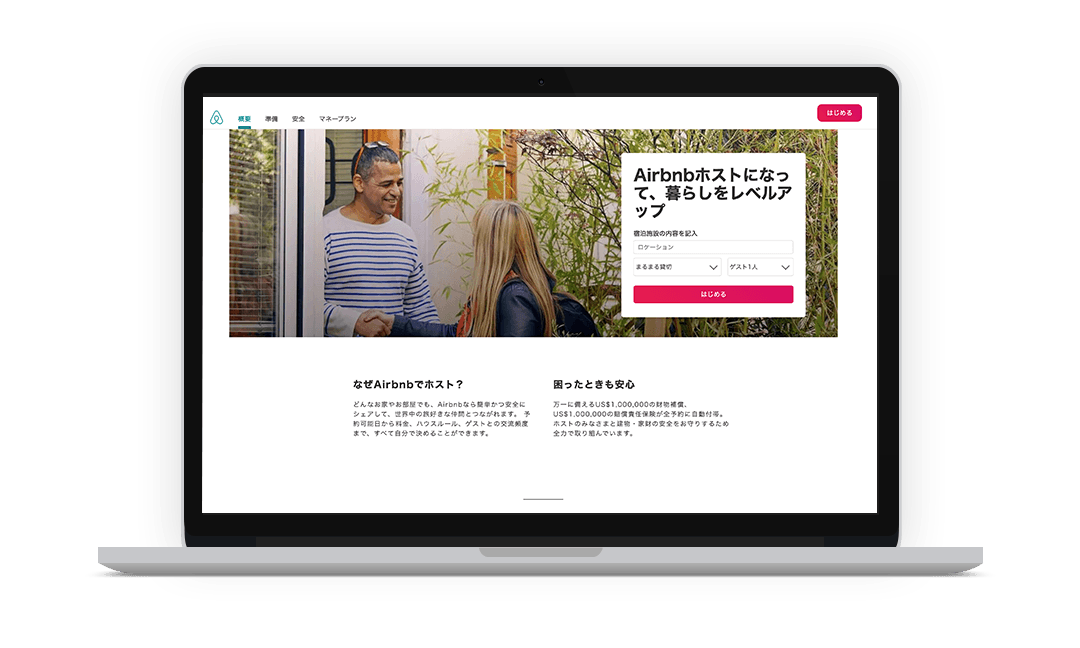 概要 準備 安全 マネープラン はじめる
Airbnbホストになっ
て、暮らしをレベルア
ップ
宿泊施設の内容を記入
ロケーション
まるまる貸切 ゲスト1人
はじめる
なぜAirbnbでホスト？
どんなお家やお部屋でも、Airbnbなら簡単かつ安全に
シェアして、世界中の旅好きな仲間とつながれます。 予
約可能日から料金、ハウスルール、ゲストとの交流頻度
まで、すべて自分で決めることができます。
困ったときも安心
万一に備えるUS$1,000,000の財物補償、
US$1,000,000の賠償責任保険が全予約に自動付帯。
ホストのみなさまと建物・家財の安全をお守りするため
全力で取り組んでいます。